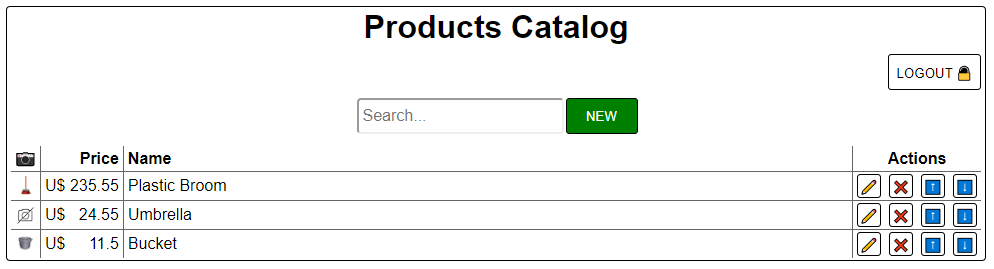 Products Catalog
LOGOUT
Search... NEW
Price Name Actions
U$ 235.55 Plastic Broom
U$ 24.55 Umbrella
U$ 11.5 Bucket